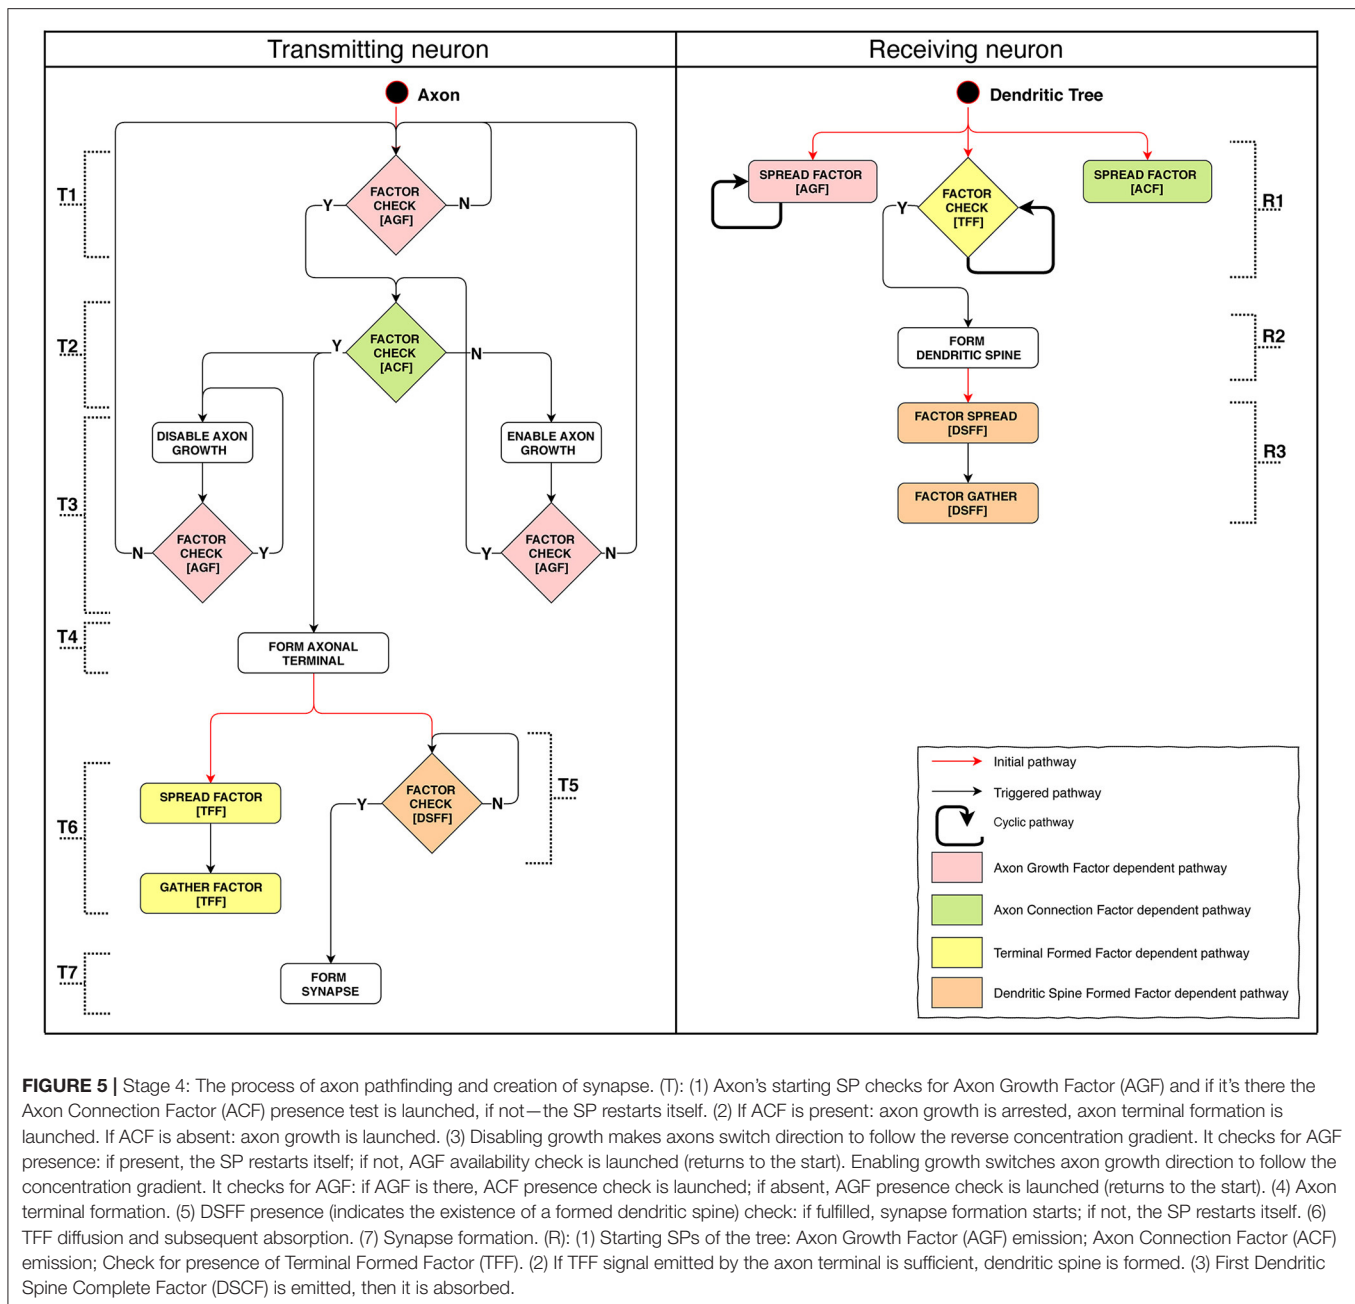 Transmitting neuron
Receiving neuron
Axon
Dendritic Tree
T1
FACTOR
CHECK
[AGF]
Y
N
SPREAD FACTOR
[AGF]
FACTOR
CHECK
[TFF]
Y
SPREAD FACTOR
[ACF]
R1
T2
FACTOR
CHECK
[ACF]
Y
N
FORM
DENDRITIC SPINE
R2
T3
DISABLE AXON
GROWTH
ENABLE AXON
GROWTH
FACTOR SPREAD
[DSFF]
R3
FACTOR GATHER
[DSFF]
N
FACTOR
CHECK
[AGF]
Y
Y
FACTOR
CHECK
[AGF]
N
T4
FORM AXONAL
TERMINAL
T6
SPREAD FACTOR
[TFF]
GATHER FACTOR
[TFF]
Y
FACTOR
CHECK
[DSFF]
N
T5
T7
FORM
SYNAPSE
Initial pathway
Triggered pathway
Cyclic pathway
Axon Growth Factor dependent pathway
Axon Connection Factor dependent pathway
Terminal Formed Factor dependent pathway
Dendritic Spine Formed Factor dependent pathway
FIGURE 5 | Stage 4: The process of axon pathfinding and creation of synapse. (T): (1) Axon's starting SP checks for Axon Growth Factor (AGF) and if it's there the
Axon Connection Factor (ACF) presence test is launched, if not—the SP restarts itself. (2) If ACF is present: axon growth is arrested, axon terminal formation is
launched. If ACF is absent: axon growth is launched. (3) Disabling growth makes axons switch direction to follow the reverse concentration gradient. It checks for AGF
presence: if present, the SP restarts itself; if not, AGF availability check is launched (returns to the start). Enabling growth switches axon growth direction to follow the
concentration gradient. It checks for AGF: if AGF is there, ACF presence check is launched; if absent, AGF presence check is launched (returns to the start). (4) Axon
terminal formation. (5) DSFF presence (indicates the existence of a formed dendritic spine) check: if fulfilled, synapse formation starts; if not, the SP restarts itself. (6)
TFF diffusion and subsequent absorption. (7) Synapse formation. (R): (1) Starting SPs of the tree: Axon Growth Factor (AGF) emission; Axon Connection Factor (ACF)
emission; Check for presence of Terminal Formed Factor (TFF). (2) If TFF signal emitted by the axon terminal is sufficient, dendritic spine is formed. (3) First Dendritic
Spine Complete Factor (DSCF) is emitted, then it is absorbed.